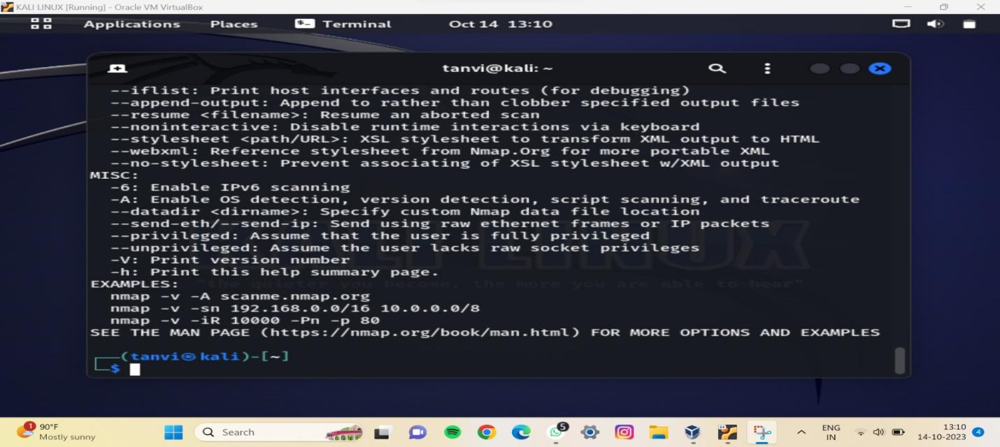 KALI LINUX [Running] - Oracle VM VirtualBox
Applications Places Terminal Oct 14 13:10
tanvi@kali: ~
--iflist: Print host interfaces and routes (for debugging)
--append-output: Append to rather than clobber specified output files
--resume <filename>: Resume an aborted scan
--noninteractive: Disable runtime interactions via keyboard
--stylesheet <path/URL>: XSL stylesheet to transform XML output to HTML
--webxml: Reference stylesheet from Nmap.Org for more portable XML
--no-stylesheet: Prevent associating of XSL stylesheet w/XML output
MISC:
-6: Enable IPv6 scanning
-A: Enable OS detection, version detection, script scanning, and traceroute
--datadir <dirname>: Specify custom Nmap data file location
--send-eth/--send-ip: Send using raw ethernet frames or IP packets
--privileged: Assume that the user is fully privileged
--unprivileged: Assume the user lacks raw socket privileges
-V: Print version number
-h: Print this help summary page.
KALI LINUX
EXAMPLES:
"the quieter you become, the more you are able to hear"
nmap -v -A scanme.nmap.org
nmap -v -sn 192.168.0.0/16 10.0.0.0/8
nmap -v -iR 10000 -Pn -p 80
SEE THE MAN PAGE (https://nmap.org/book/man.html) FOR MORE OPTIONS AND EXAMPLES
(tanvi㉿kali)-[~]
$
1
90°F
Mostly sunny
Search
5
ENG
IN
13:10
14-10-2023
4